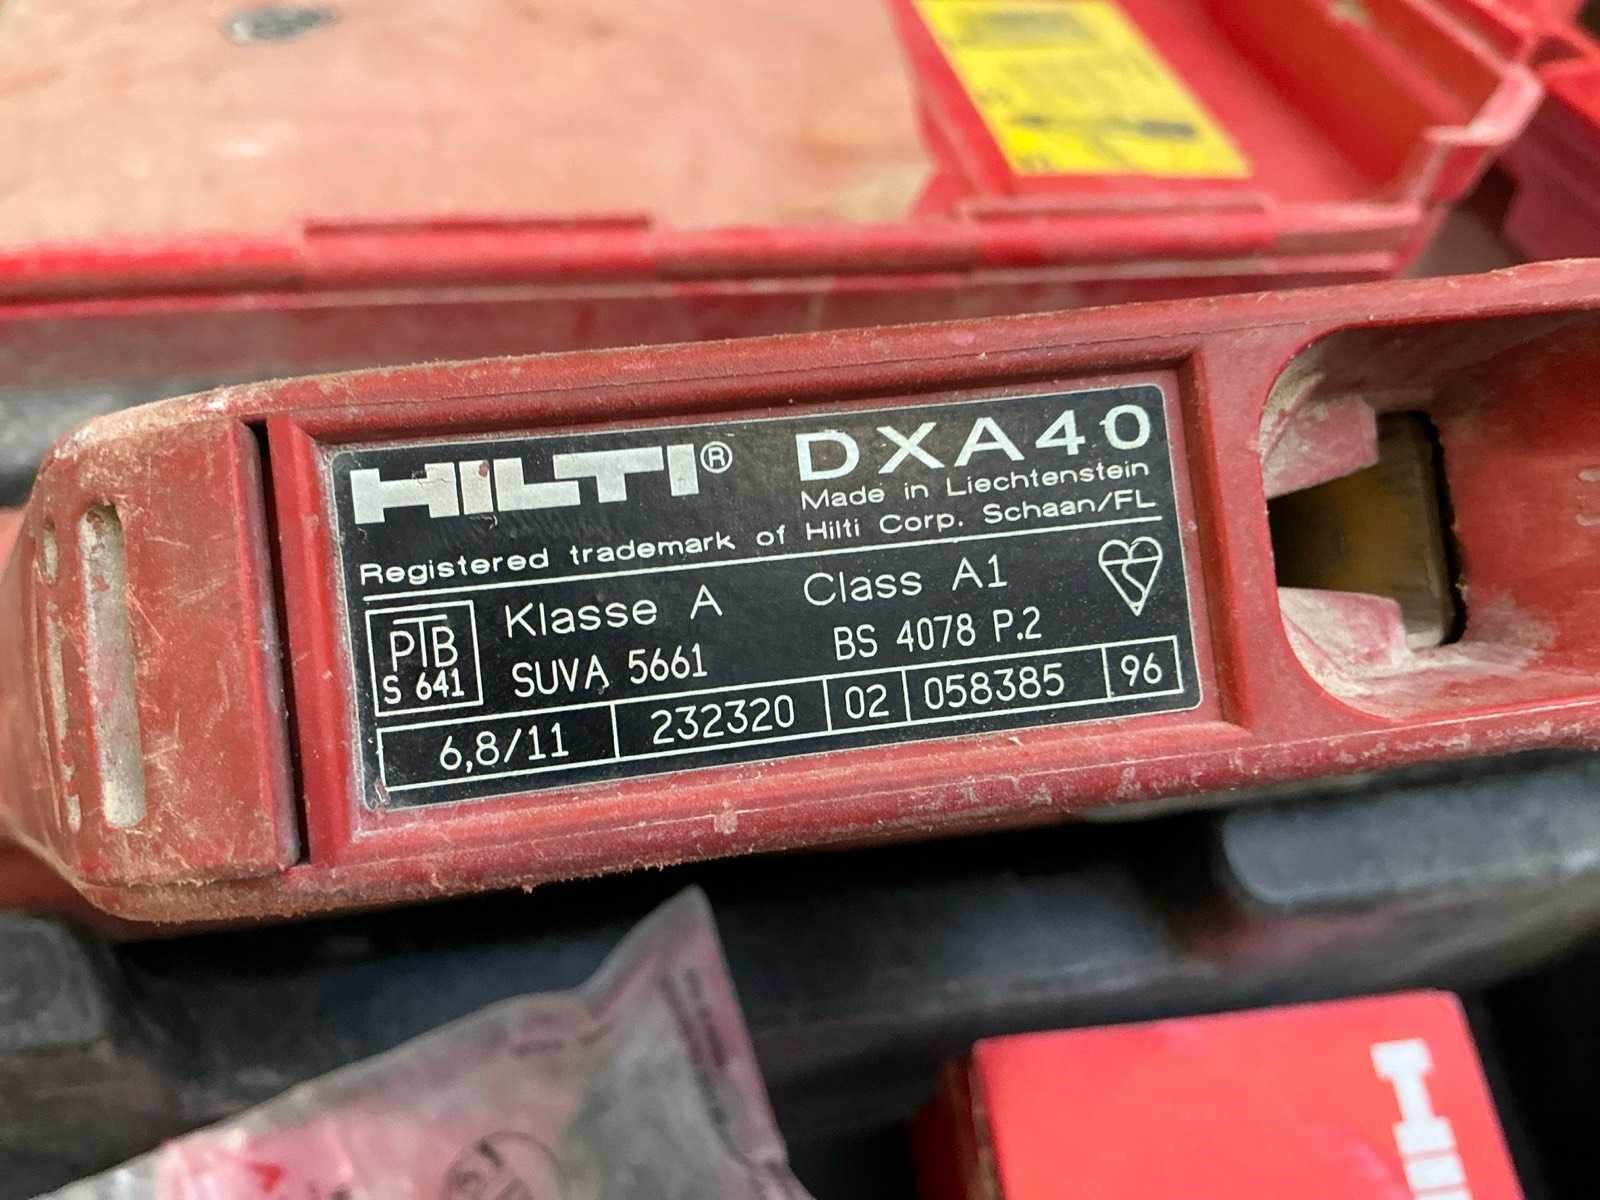 HILTI® DXA40
Made in Liechtenstein
Registered trademark of Hilti Corp. Schaan/FL
PTB
S 641
Klasse A
SUVA 5661
Class A1
BS 4078 P.2
6,8/11 232320 02 058385 96